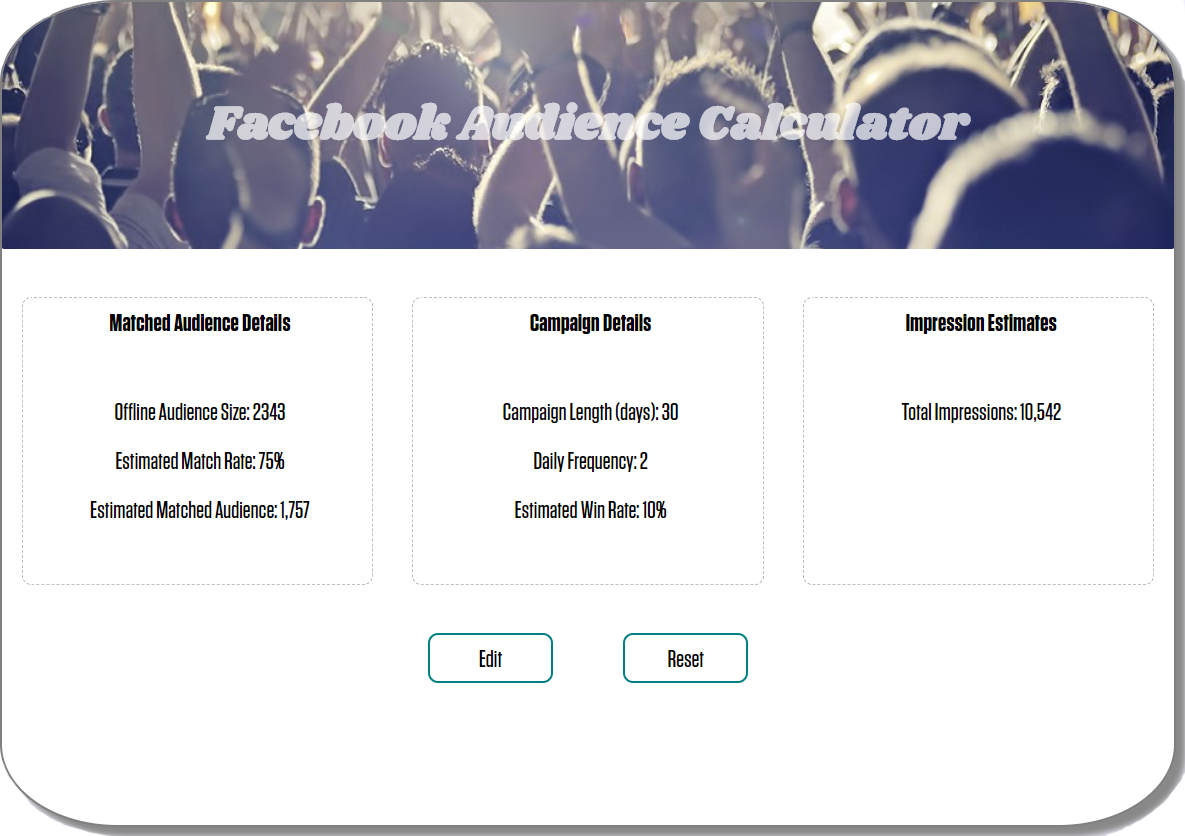 Facebook Audience Calculator
Matched Audience Details
Offline Audience Size: 2343
Estimated Match Rate: 75%
Estimated Matched Audience: 1,757
Campaign Details
Campaign Length (days): 30
Daily Frequency: 2
Estimated Win Rate: 10%
Impression Estimates
Total Impressions: 10,542
Edit
Reset